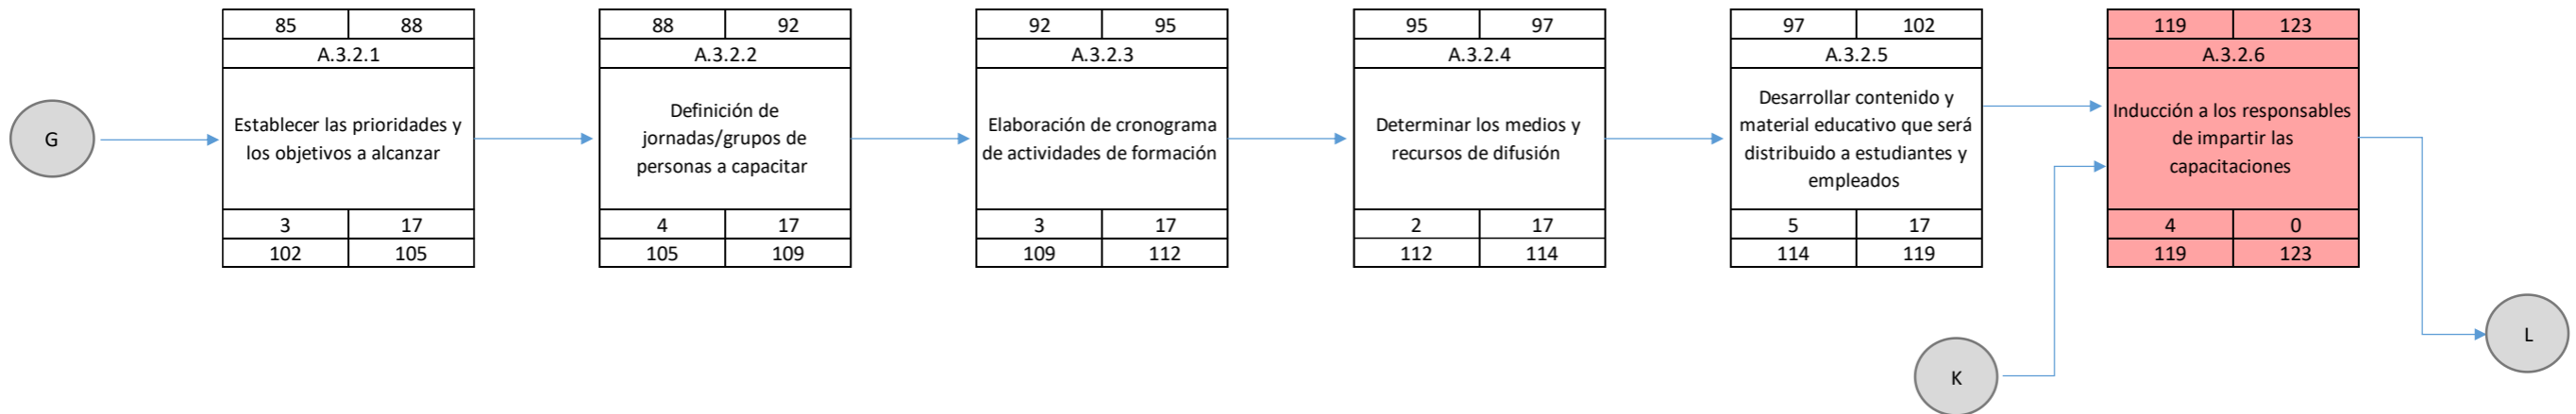 G
85 88
A.3.2.1
Establecer las prioridades y
los objetivos a alcanzar
3 17
102 105
88 92
A.3.2.2
Definición de
jornadas/grupos de
personas a capacitar
4 17
105 109
92 95
A.3.2.3
Elaboración de cronograma
de actividades de formación
3 17
109 112
95 97
A.3.2.4
Determinar los medios y
recursos de difusión
2 17
112 114
97 102
A.3.2.5
Desarrollar contenido y
material educativo que será
distribuido a estudiantes y
empleados
5 17
114 119
119 123
A.3.2.6
Inducción a los responsables
de impartir las
capacitaciones
4 0
119 123
K
L